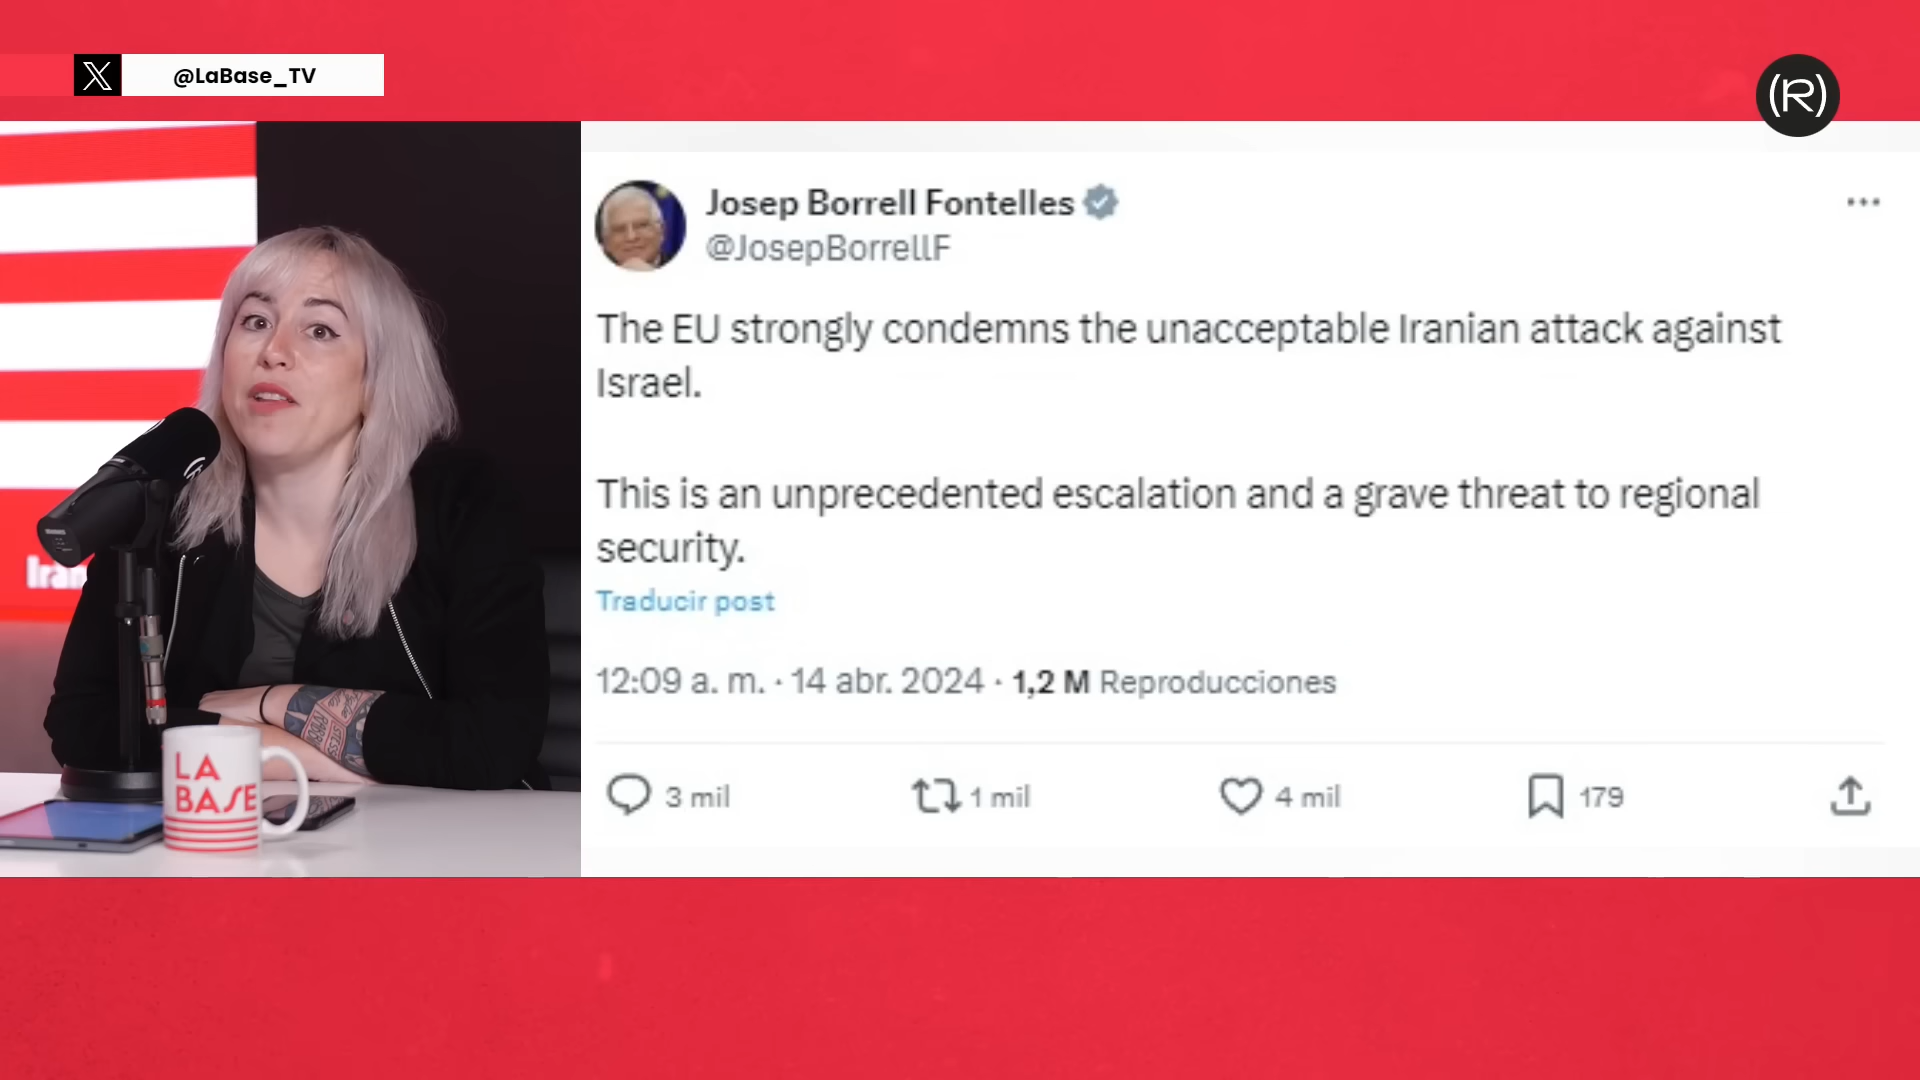 @LaBase_TV
(R)
Josep Borrell Fontelles
@JosepBorrellF
The EU strongly condemns the unacceptable Iranian attack against
Israel.
This is an unprecedented escalation and a grave threat to regional
security.
Traducir post
12:09 a. m. · 14 abr. 2024 · 1,2 M Reproducciones
3 mil
1 mil
4 mil
179
Iran
LA
BASE